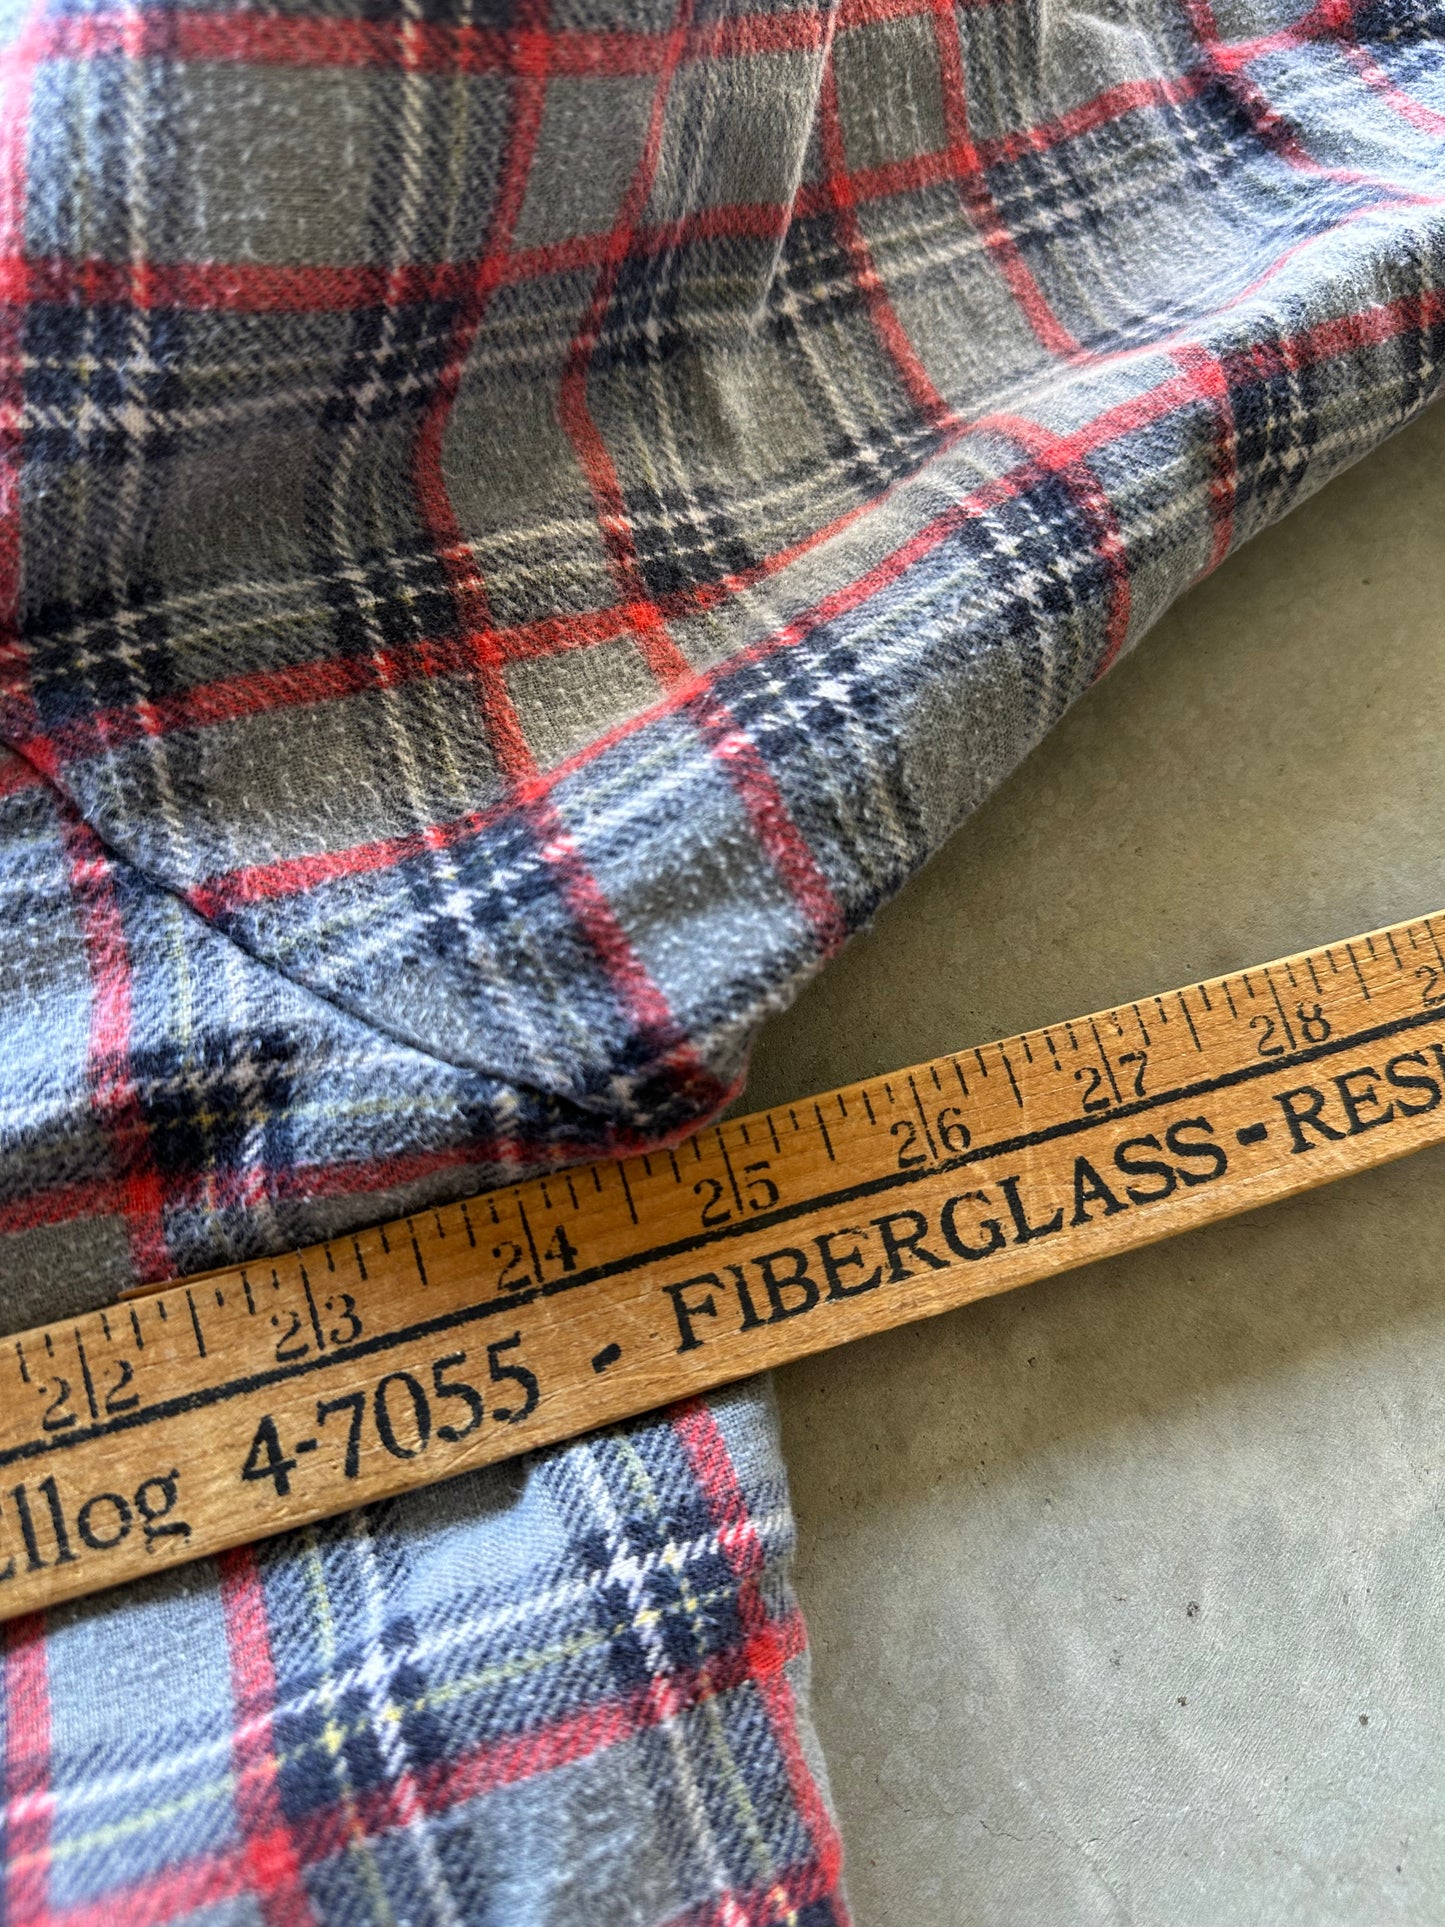 22 23 24 25 26 27 28
4-7055 - FIBERGLASS - RES
llog